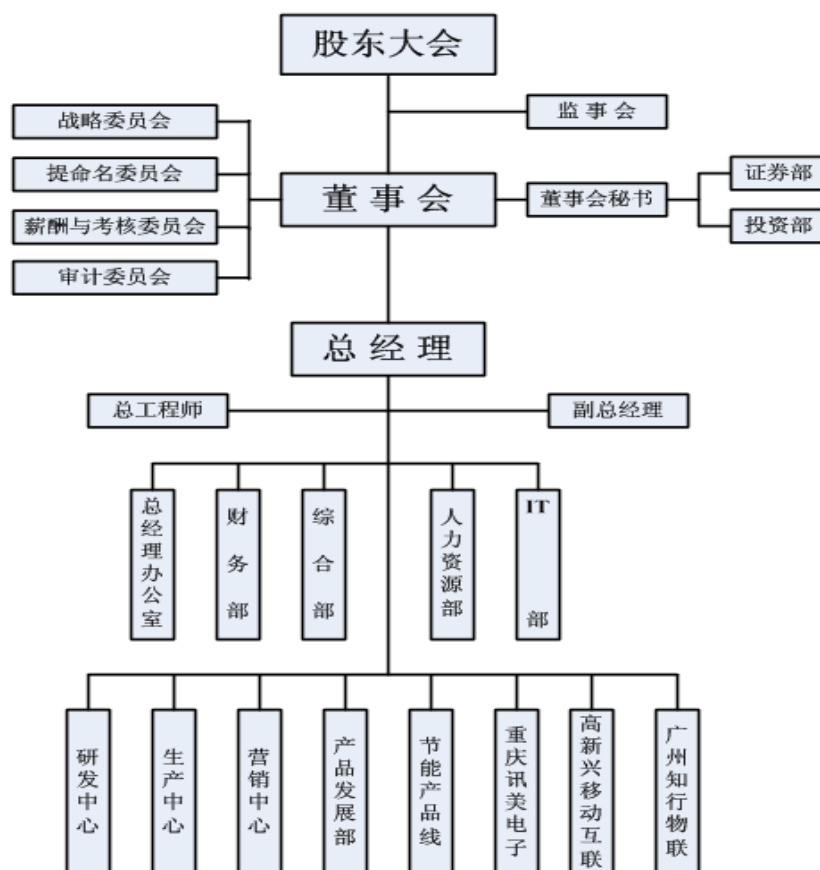 股东大会
监事会
战略委员会
提命名委员会
薪酬与考核委员会
审计委员会
董事会
董事会秘书
证券部
投资部
总经理
总工程师
副总经理
总经理办公室
财务部
综合部
人力资源部
IT部
研发中心
生产中心
营销中心
产品发展部
节能产品线
重庆讯美电子
高新兴移动互联
广州知行物联